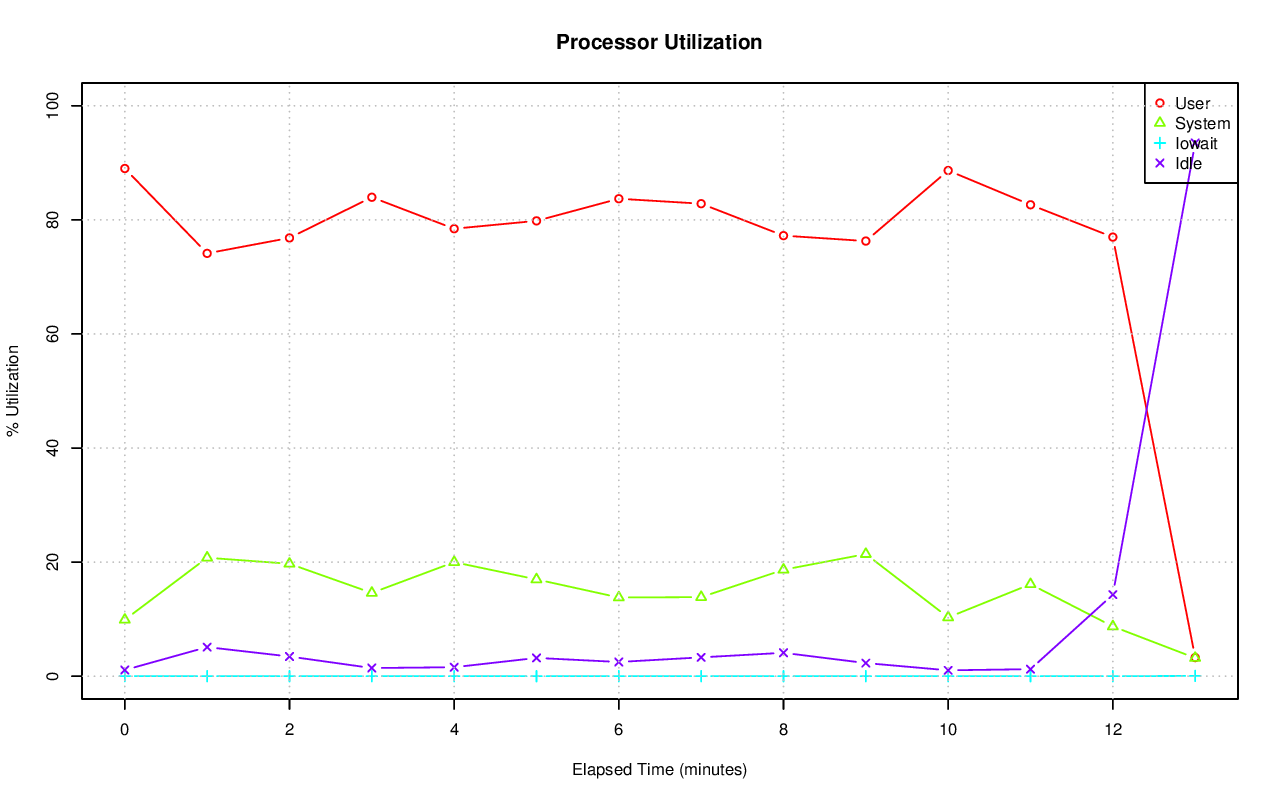 Processor Utilization
% Utilization
100
80
60
40
20
0
User
System
Iowait
Idle
0 2 4 6 8 10 12
Elapsed Time (minutes)